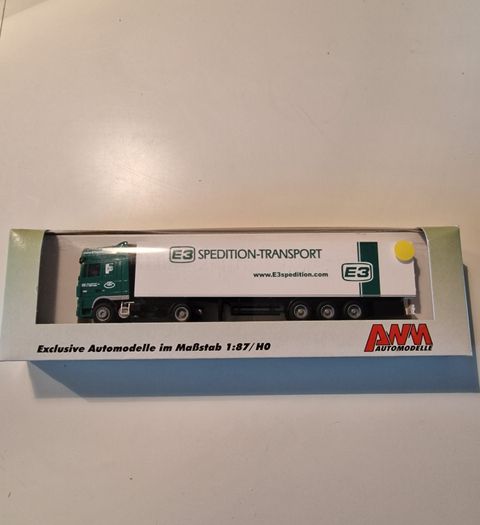 E3 SPEDITION-TRANSPORT
www.E3spedition.com
E3
Exclusive Automodelle im Maßstab 1:87/H0
AWM
AUTOMODELLE